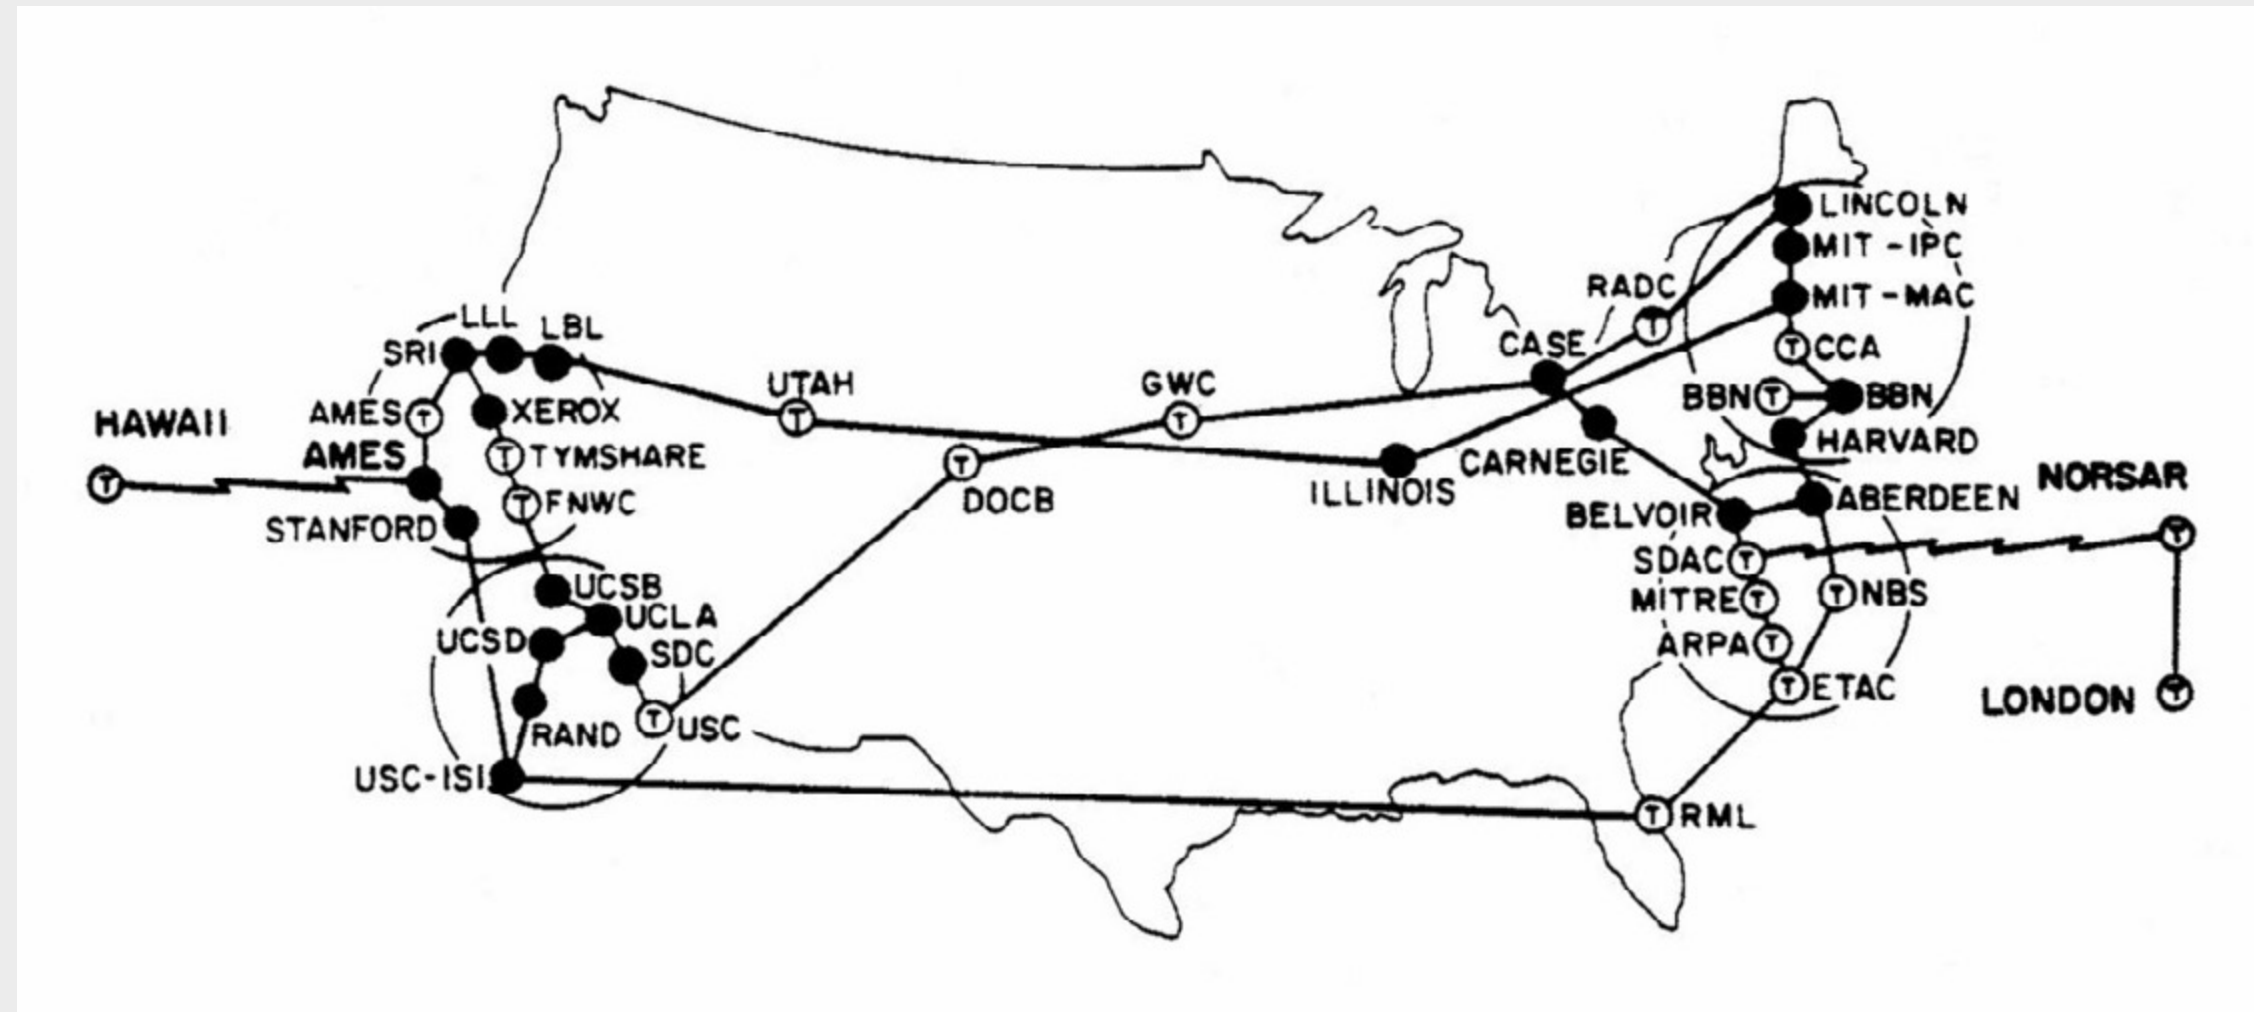 LINCOLN
MIT-IPC
RADC
MIT-MAC
LLL
LBL
SRI
CASE
CCA
UTAH
GWC
BBN T
BBN
AMES T
XEROX
HAWAII
HARVARD
AMES
T TYMSHARE
CARNEGIE
NORSAR
T
DOCB
ILLINOIS
ABERDEEN
T FNWC
BELVOIR
STANFORD
SDAC T
T
UCSB
MITRE T
T NBS
UCLA
UCSD
ARPA T
SDC
T ETAC
LONDON T
RAND
T USC
USC-ISI
T RML
T
T
T
T
T